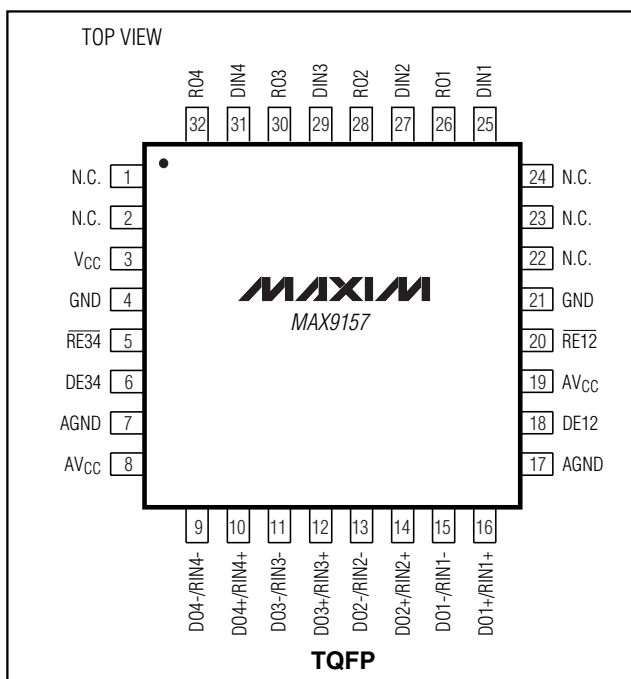 TOP VIEW
RO4 DIN4 RO3 DIN3 RO2 DIN2 RO1 DIN1
32 31 30 29 28 27 26 25
N.C. 1 24 N.C.
N.C. 2 23 N.C.
VCC 3 22 N.C.
GND 4 21 GND
MAXIM
MAX9157
RE34 5 20 RE12
DE34 6 19 AVCC
AGND 7 18 DE12
AVCC 8 17 AGND
9 10 11 12 13 14 15 16
DO4-/RIN4- DO4+/RIN4+ DO3-/RIN3- DO3+/RIN3+ DO2-/RIN2- DO2+/RIN2+ DO1-/RIN1- DO1+/RIN1+
TQFP